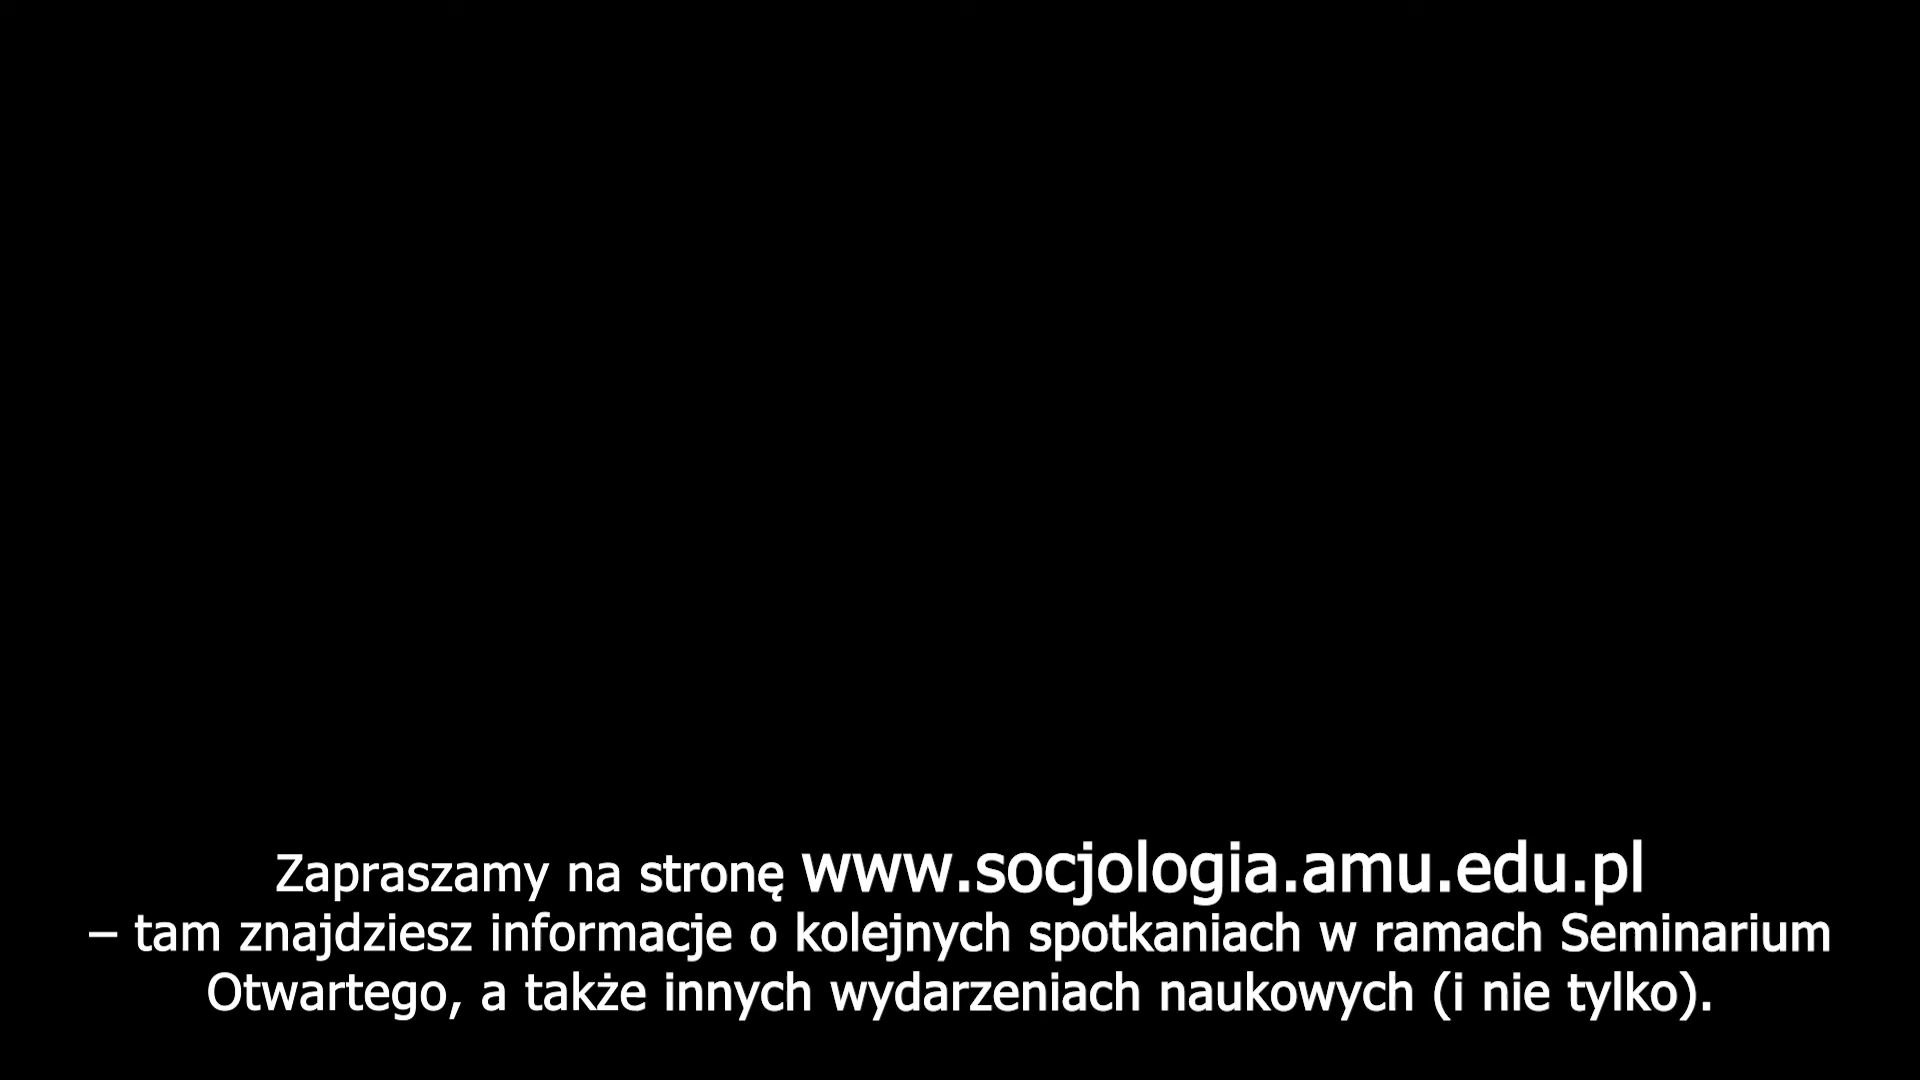 Zapraszamy na stronę www.socjologia.amu.edu.pl
– tam znajdziesz informacje o kolejnych spotkaniach w ramach Seminarium
Otwartego, a także innych wydarzeniach naukowych (i nie tylko).